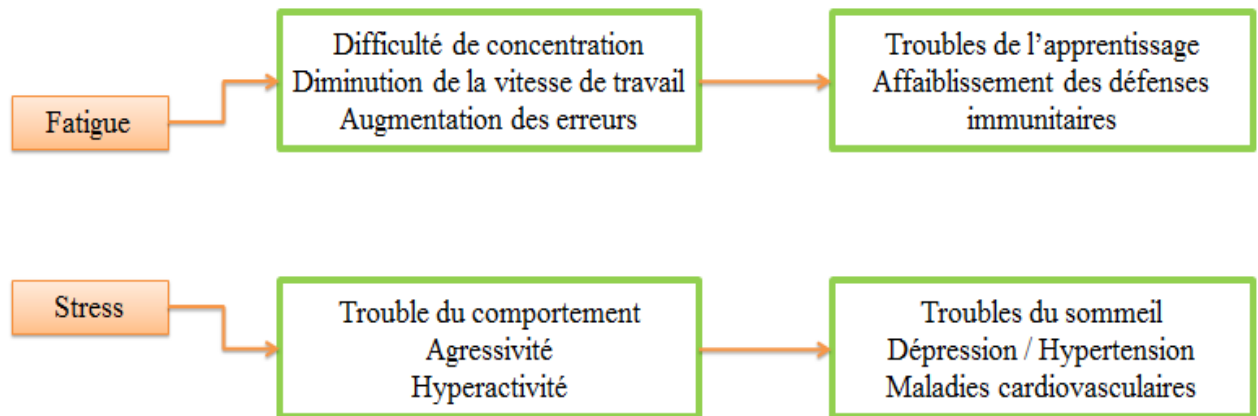 Fatigue
Difficulté de concentration
Diminution de la vitesse de travail
Augmentation des erreurs
Troubles de l’apprentissage
Affaiblissement des défenses
immunitaires
Stress
Trouble du comportement
Agressivité
Hyperactivité
Troubles du sommeil
Dépression / Hypertension
Maladies cardiovasculaires